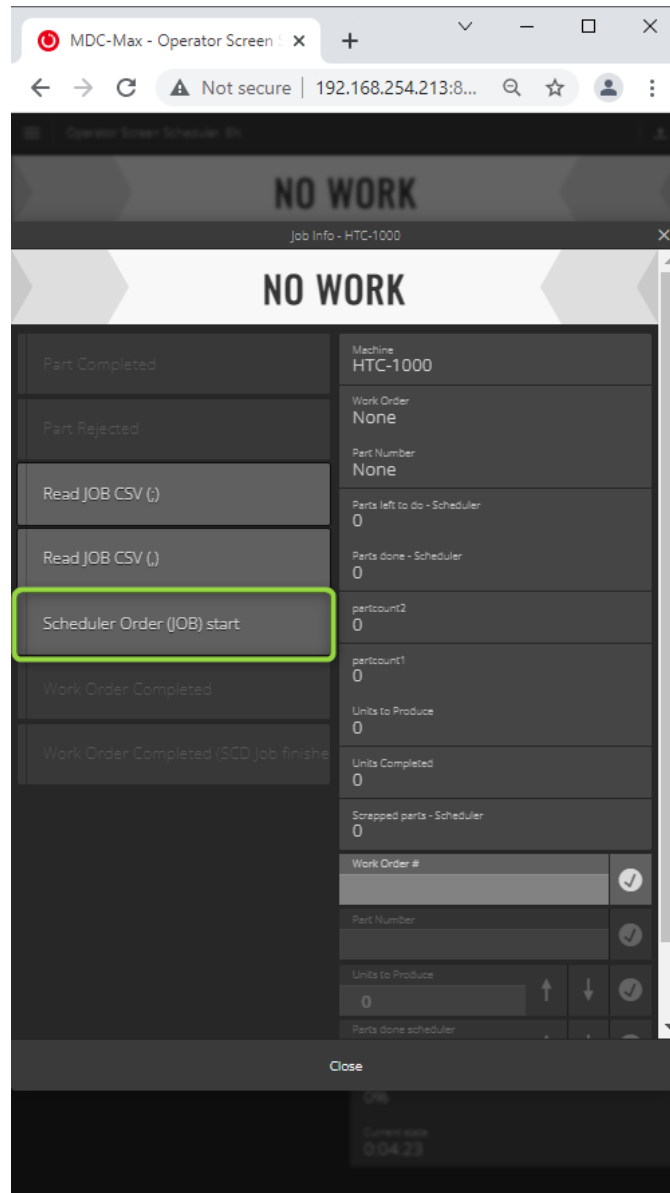 MDC-Max - Operator Screen S
Not secure | 192.168.254.213:8...
Operator Screen Scheduler. EN
NO WORK
Job Info - HTC-1000
NO WORK
Part Completed
Part Rejected
Read JOB CSV (;)
Read JOB CSV (,)
Scheduler Order (JOB) start
Work Order Completed
Work Order Completed (SCD Job finishe
Machine
HTC-1000
Work Order
None
Part Number
None
Parts left to do - Scheduler
0
Parts done - Scheduler
0
partcount2
0
partcount1
0
Units to Produce
0
Units Completed
0
Scrapped parts - Scheduler
0
Work Order #
Part Number
Units to Produce
0
Parts done scheduler
Close
0%
Current state
0:04:23